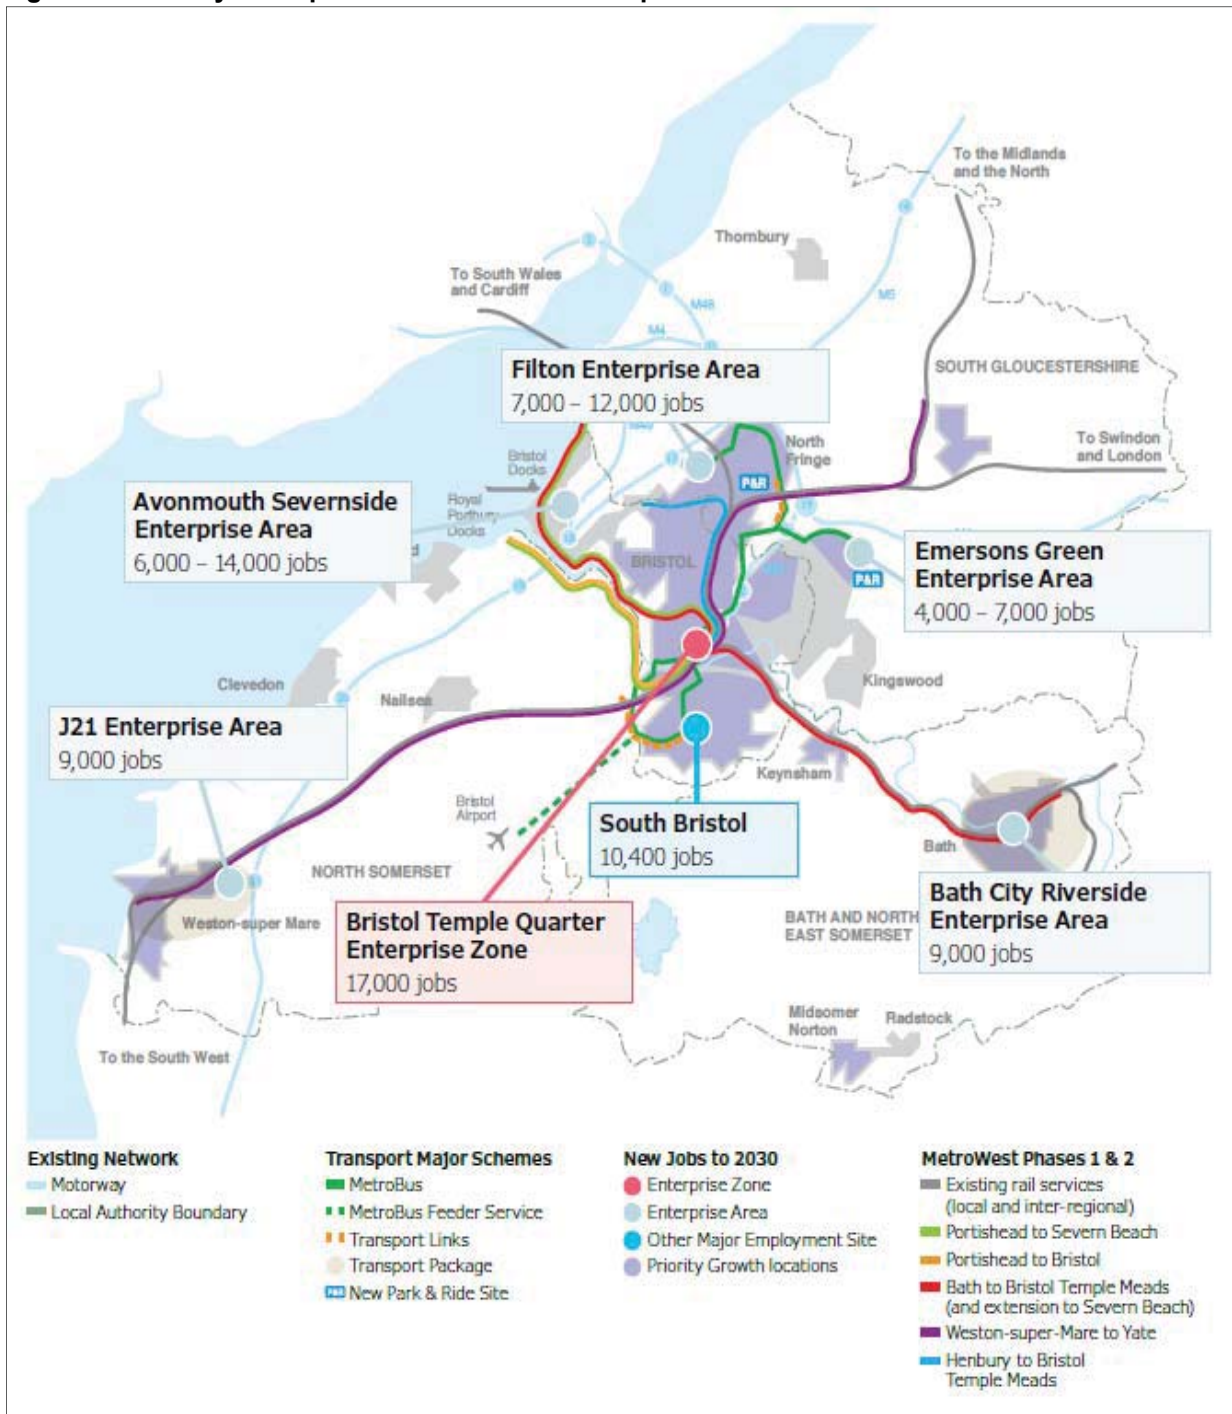 To the Midlands
and the North
Thornbury
To South Wales
and Cardiff
M48
M5
M4
Filton Enterprise Area
7,000 – 12,000 jobs
SOUTH GLOUCESTERSHIRE
North
Fringe
To Swindon
and London
Bristol
Docks
P&R
Avonmouth Severnside
Enterprise Area
6,000 – 14,000 jobs
Royal
Portbury
Docks
BRISTOL
Emersons Green
Enterprise Area
4,000 – 7,000 jobs
P&R
Clevedon
Nailsea
Kingswood
J21 Enterprise Area
9,000 jobs
Keynsham
Bristol
Airport
South Bristol
10,400 jobs
Bath
NORTH SOMERSET
Bath City Riverside
Enterprise Area
9,000 jobs
Weston-super Mare
Bristol Temple Quarter
Enterprise Zone
17,000 jobs
BATH AND NORTH
EAST SOMERSET
Midsomer
Norton
Radstock
To the South West
Existing Network
Motorway
Local Authority Boundary
Transport Major Schemes
MetroBus
MetroBus Feeder Service
Transport Links
Transport Package
P&R New Park & Ride Site
New Jobs to 2030
Enterprise Zone
Enterprise Area
Other Major Employment Site
Priority Growth locations
MetroWest Phases 1 & 2
Existing rail services
(local and inter-regional)
Portishead to Severn Beach
Portishead to Bristol
Bath to Bristol Temple Meads
(and extension to Severn Beach)
Weston-super-Mare to Yate
Henbury to Bristol
Temple Meads